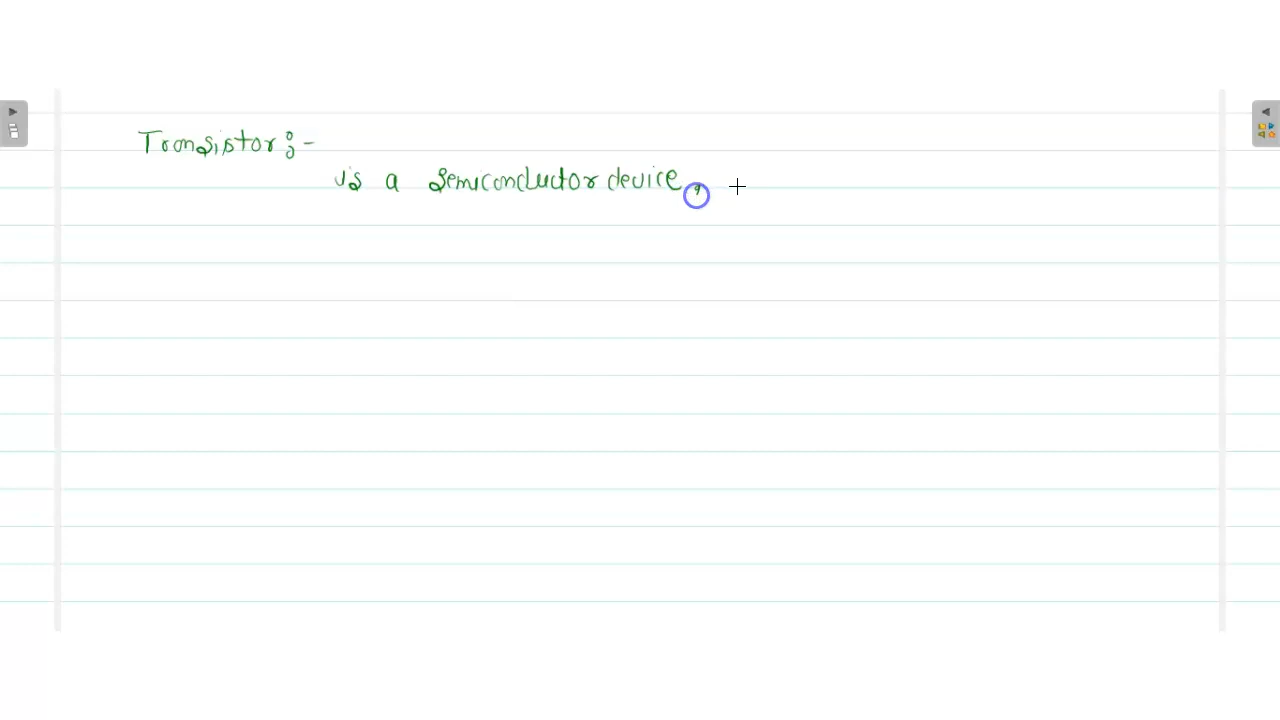 Transistor:-
is a semiconductor device,